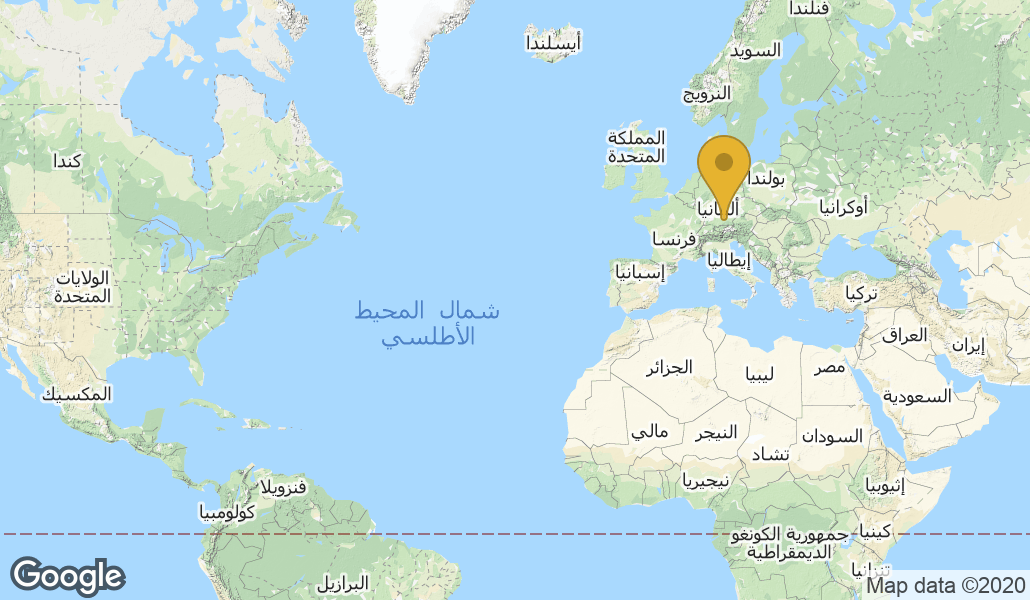 فنلندا
السويد
أيسلندا
النرويج
المملكة
المتحدة
كندا
بولندا
أوكرانيا
فرنسا
إيطاليا
إسبانيا
الولايات
المتحدة
تركيا
شمال المحيط
الأطلسي
العراق
إيران
الجزائر
ليبيا
مصر
المكسيك
السعودية
مالي
النيجر
السودان
تشاد
نيجيريا
إثيوبيا
فنزويلا
كولومبيا
كينيا
جمهورية الكونغو
الديمقراطية
تنزانيا
البرازيل
Google
Map data ©2020